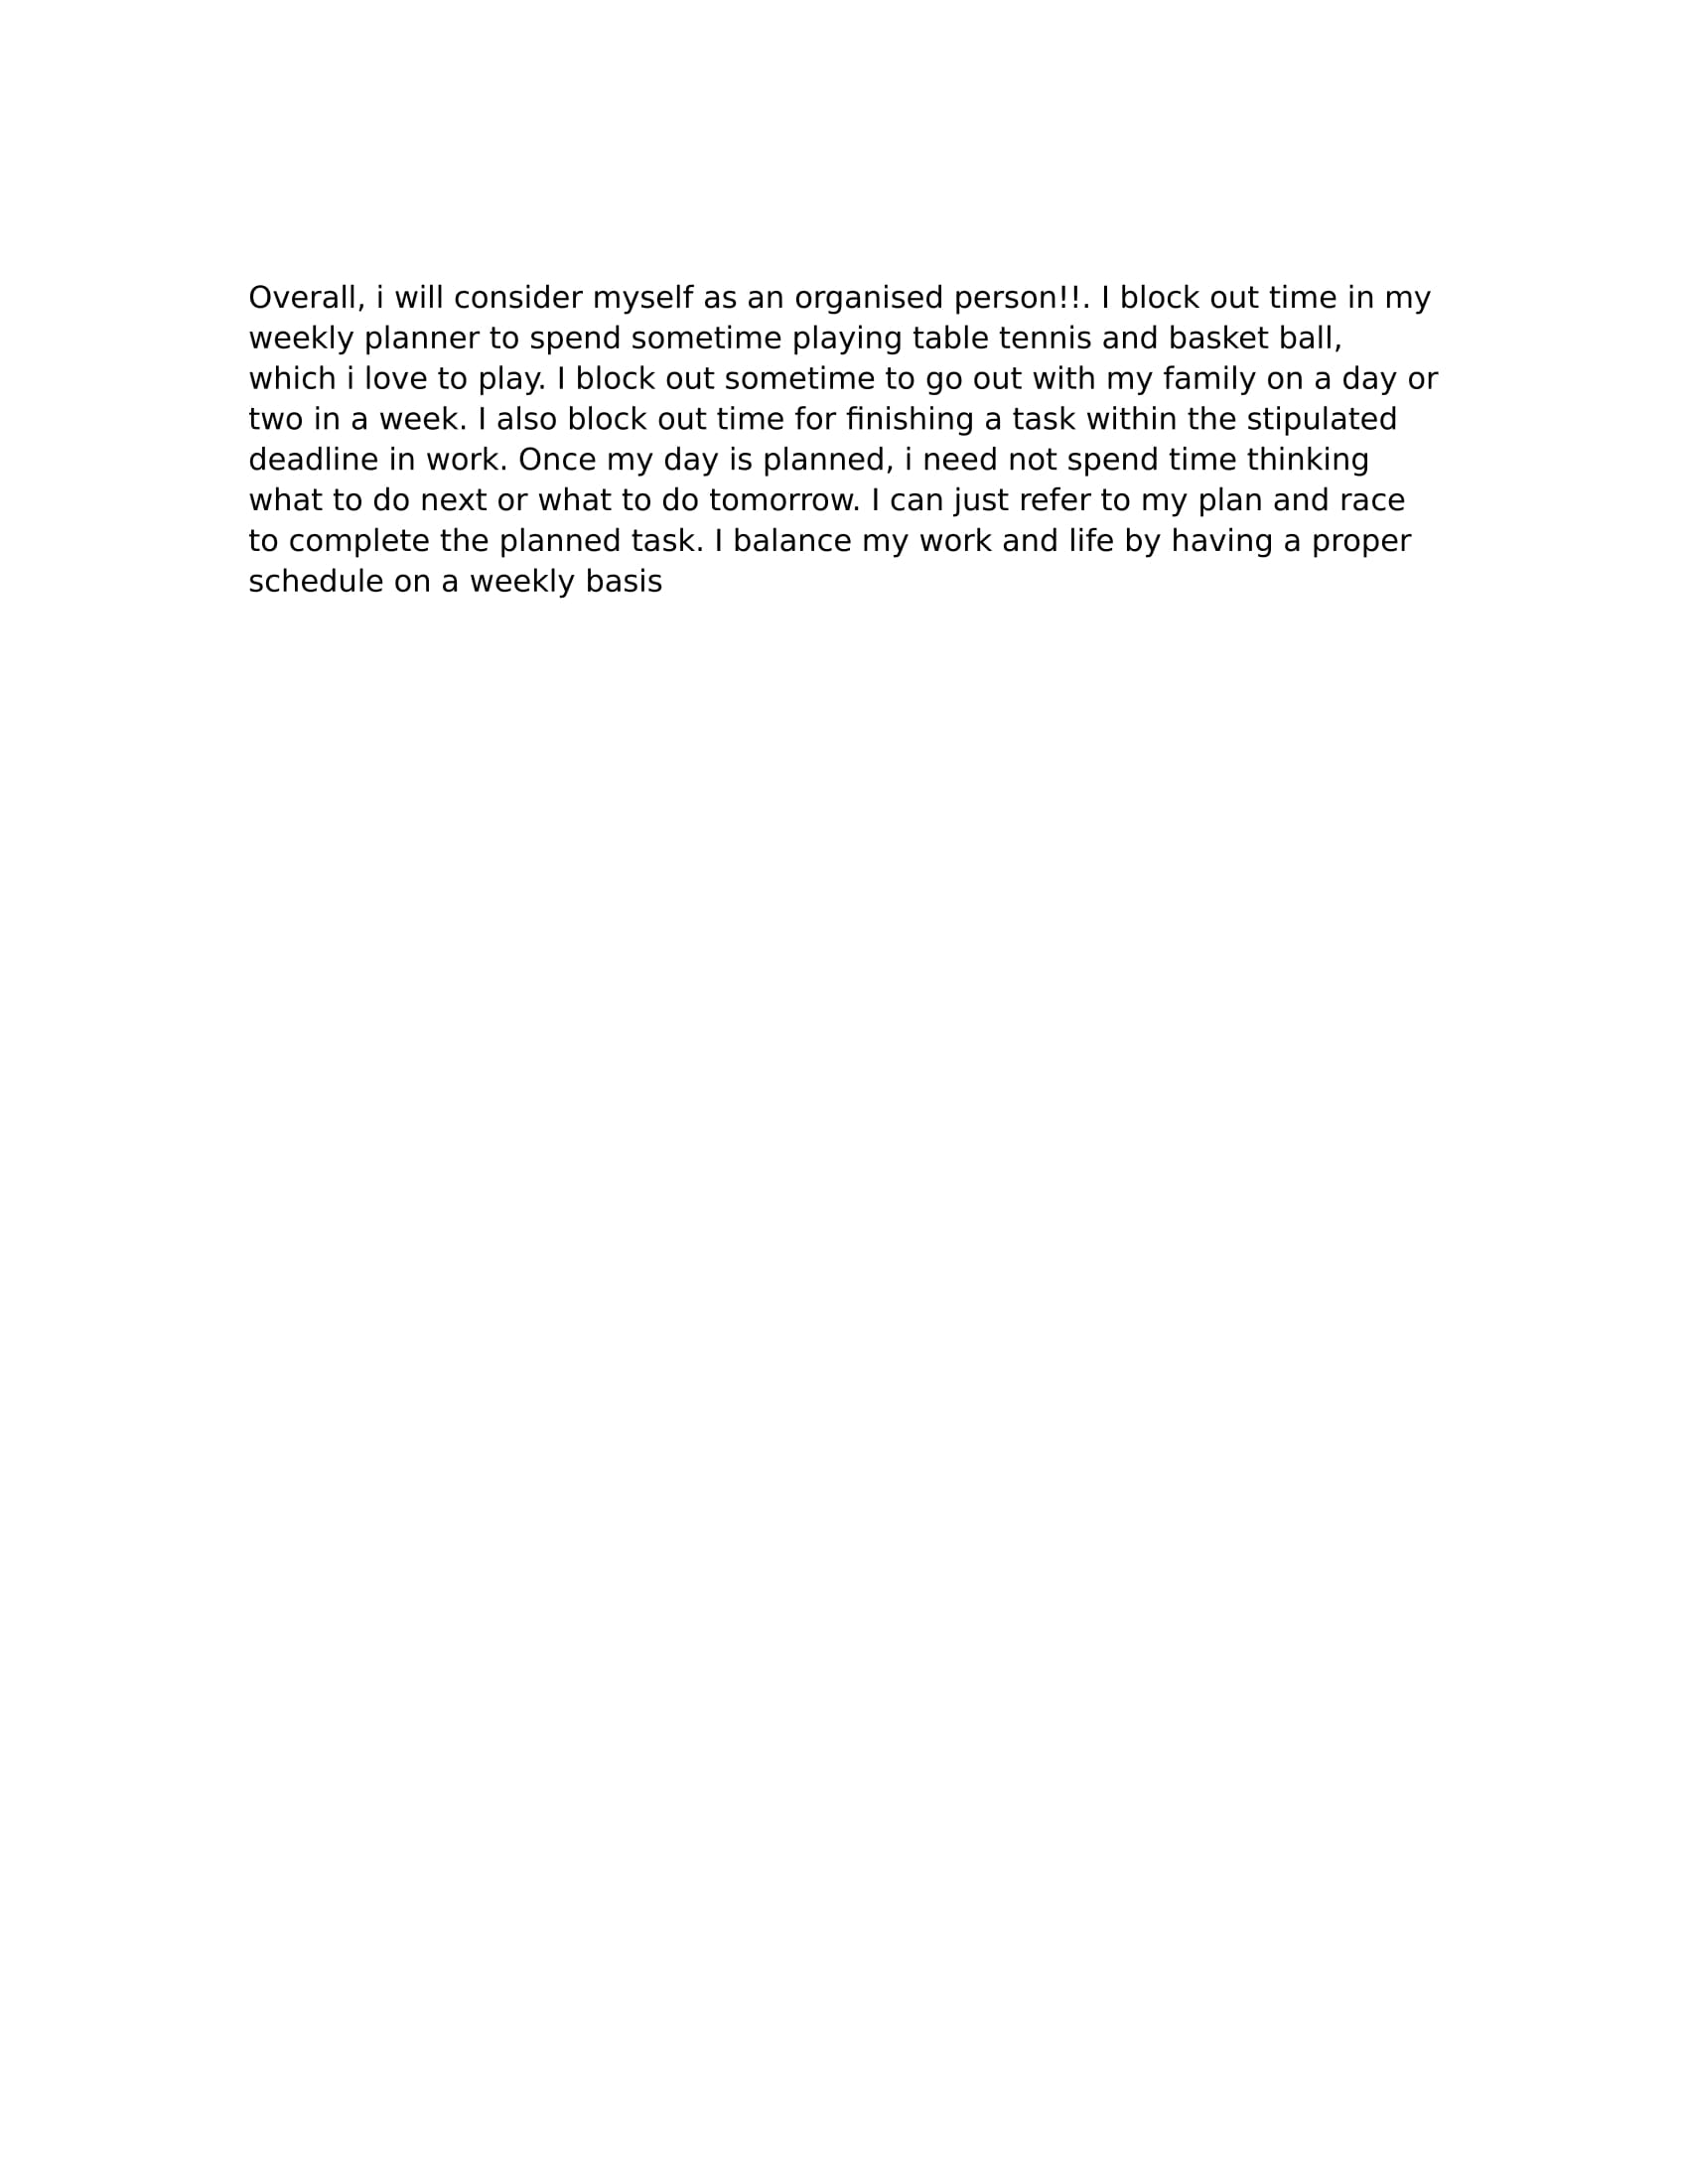 Overall, i will consider myself as an organised person!!. I block out time in my
weekly planner to spend sometime playing table tennis and basket ball,
which i love to play. I block out sometime to go out with my family on a day or
two in a week. I also block out time for finishing a task within the stipulated
deadline in work. Once my day is planned, i need not spend time thinking
what to do next or what to do tomorrow. I can just refer to my plan and race
to complete the planned task. I balance my work and life by having a proper
schedule on a weekly basis